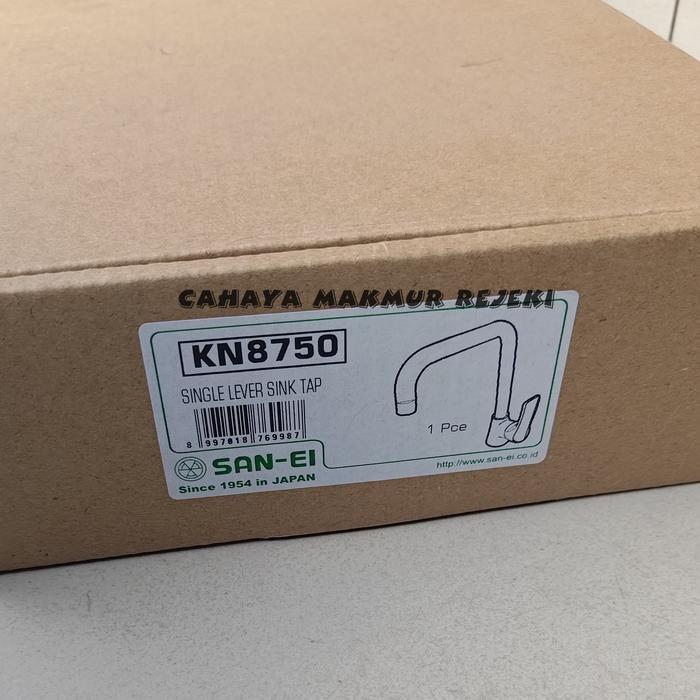 CAHAYA MAKMUR REJEKI
KN8750
SINGLE LEVER SINK TAP
8 997018 769987
1 Pce
SAN-EI
Since 1954 in JAPAN
http://www.san-ei.co.id